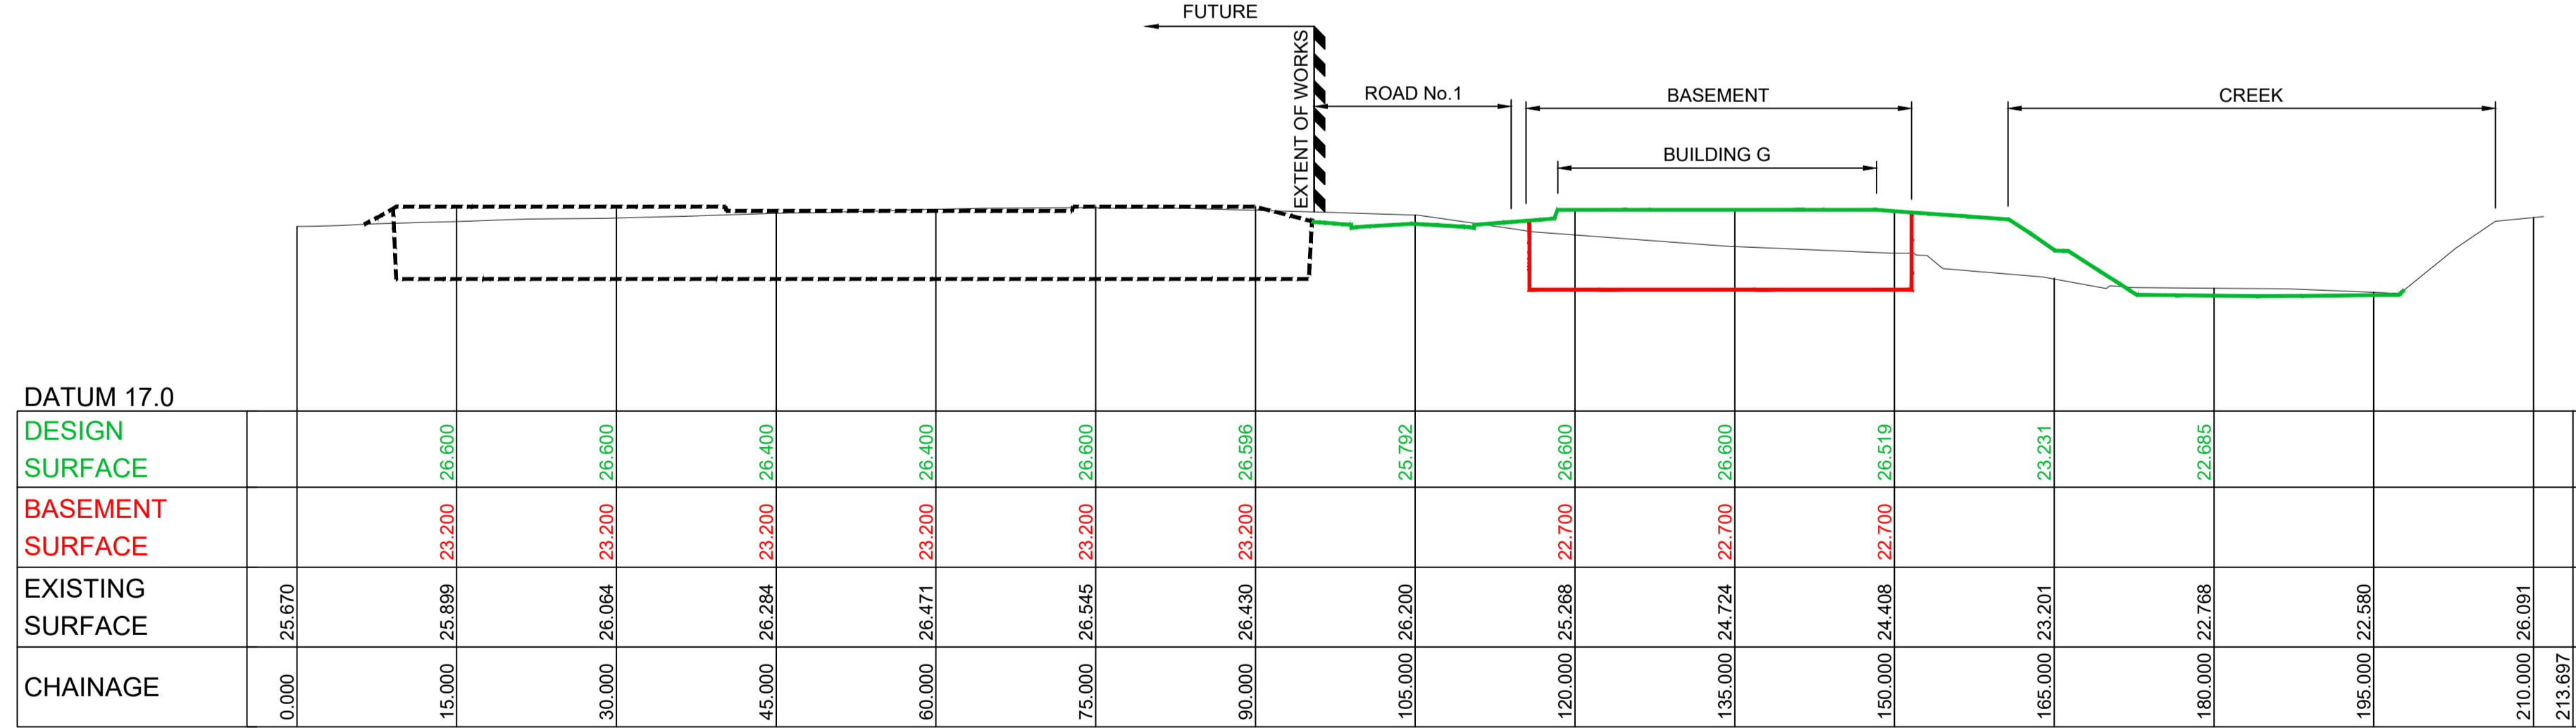 FUTURE
EXTENT OF WORKS
ROAD No.1
BASEMENT
CREEK
BUILDING G
DATUM 17.0
DESIGN
SURFACE
26.600 26.600 26.400 26.400 26.600 26.596 25.792 26.600 26.600 26.519 23.231 22.685
BASEMENT
SURFACE
23.200 23.200 23.200 23.200 23.200 23.200 22.700 22.700 22.700
EXISTING
SURFACE
25.670 25.899 26.064 26.284 26.471 26.545 26.430 26.200 25.268 24.724 24.408 23.201 22.768 22.580 26.091
CHAINAGE
0.000 15.000 30.000 45.000 60.000 75.000 90.000 105.000 120.000 135.000 150.000 165.000 180.000 195.000 210.000 213.697